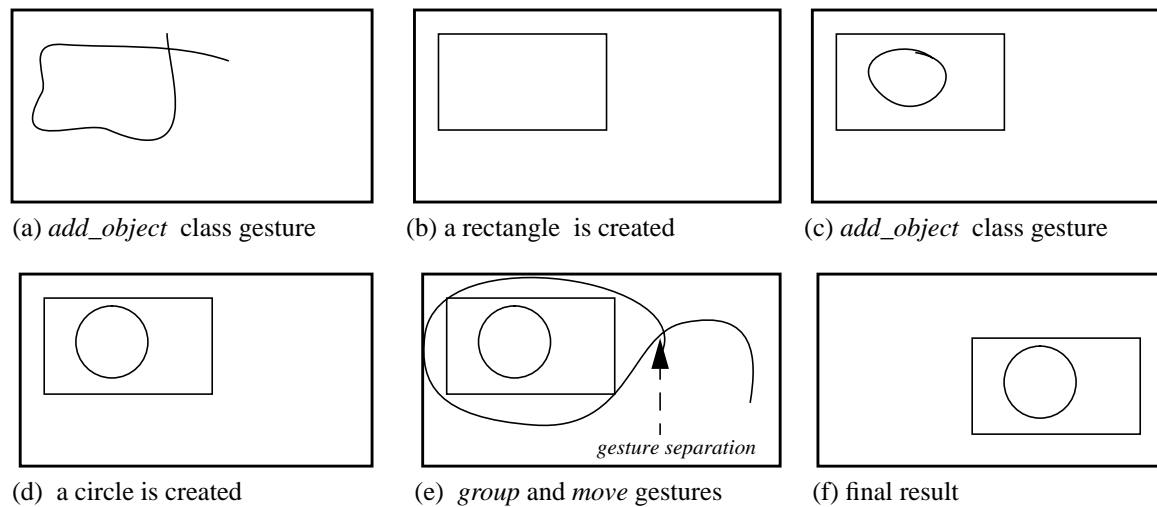 (a) add_object class gesture
(b) a rectangle is created
(c) add_object class gesture
gesture separation
(d) a circle is created
(e) group and move gestures
(f) final result